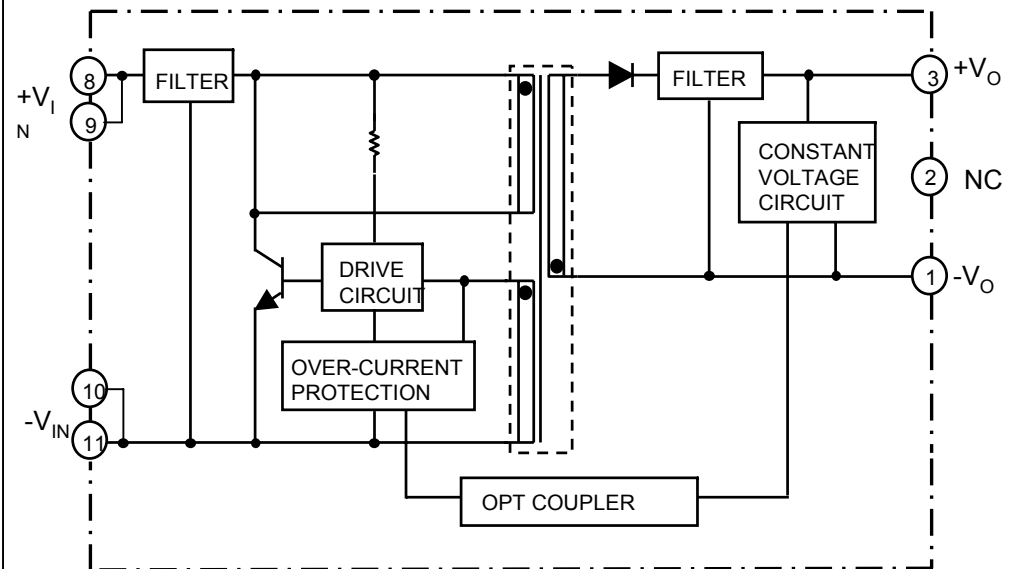 8
9
+VI
N
FILTER
FILTER
3
+VO
CONSTANT
VOLTAGE
CIRCUIT
2
NC
DRIVE
CIRCUIT
1
-VO
OVER-CURRENT
PROTECTION
10
-VIN
11
OPT COUPLER